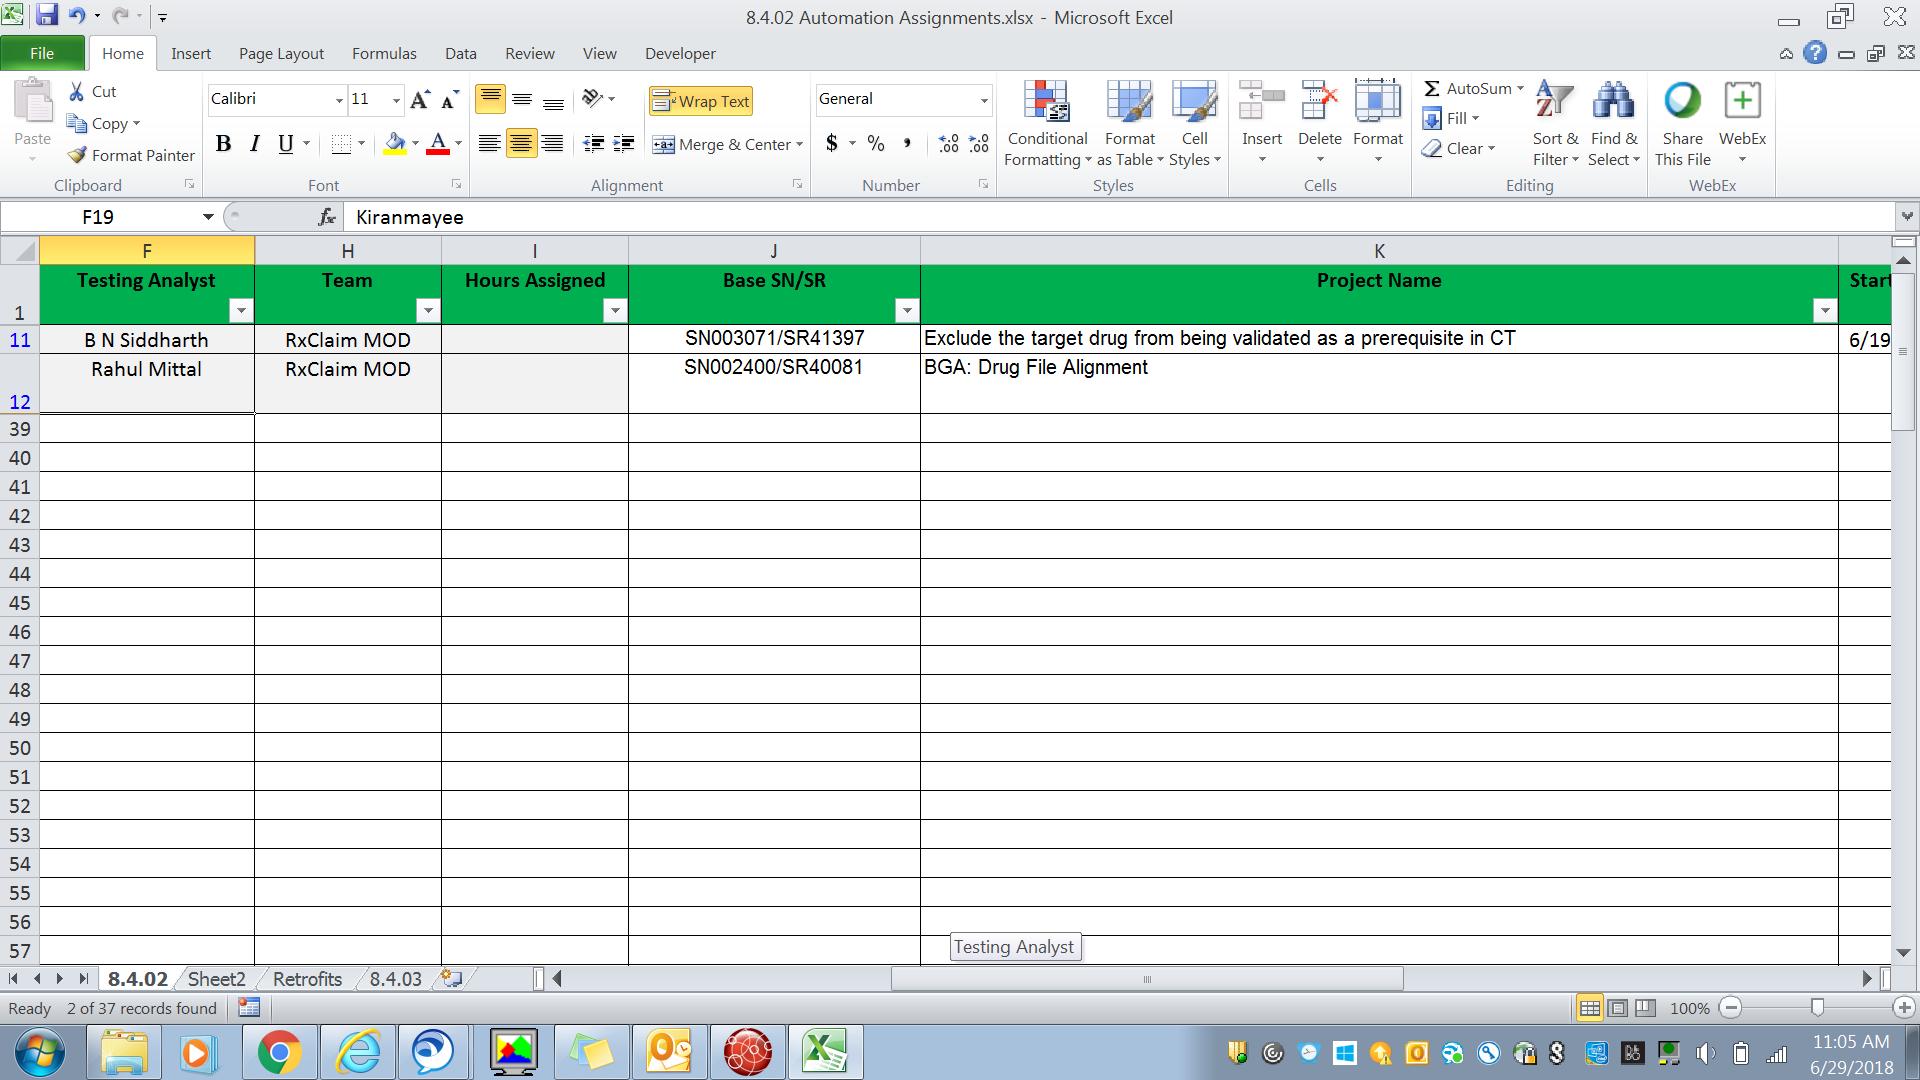 8.4.02 Automation Assignments.xlsx - Microsoft Excel
File Home Insert Page Layout Formulas Data Review View Developer
Paste Cut Copy Format Painter
Calibri 11 Wrap Text General
B I U Merge & Center $ % ,
Conditional Formatting Format as Table Cell Styles
Insert Delete Format
AutoSum Fill Clear Sort & Filter Find & Select
Share This File WebEx
Clipboard Font Alignment Number Styles Cells Editing WebEx
F19 fx Kiranmayee
F H I J K
1 Testing Analyst Team Hours Assigned Base SN/SR Project Name Start
11 B N Siddharth RxClaim MOD SN003071/SR41397 Exclude the target drug from being validated as a prerequisite in CT 6/19
12 Rahul Mittal RxClaim MOD SN002400/SR40081 BGA: Drug File Alignment
39
40
41
42
43
44
45
46
47
48
49
50
51
52
53
54
55
56
57
Testing Analyst
8.4.02 Sheet2 Retrofits 8.4.03
Ready 2 of 37 records found 100%
11:05 AM
6/29/2018